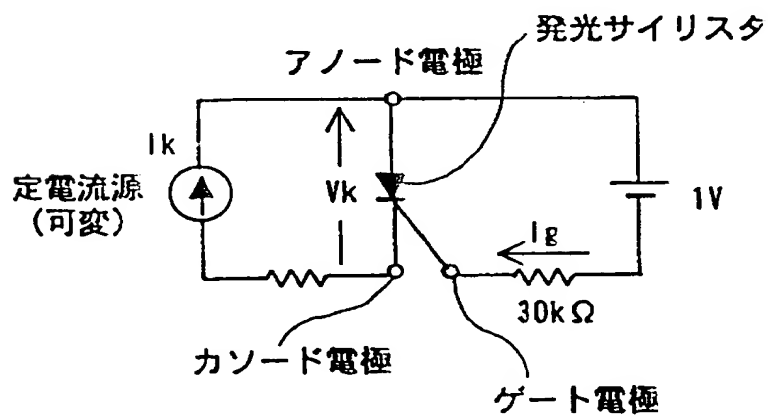 発光サイリスタ
アノード電極
Ik
定電流源
(可変)
Vk
1V
Ig
30kΩ
カソード電極
ゲート電極